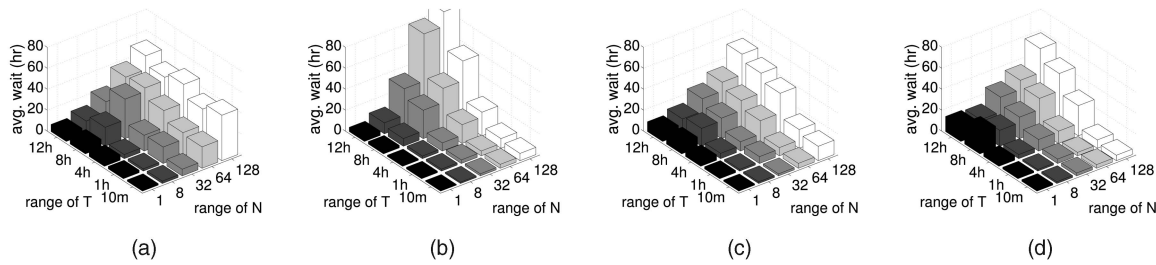 avg. wait (hr)
80
60
40
20
0
12h
8h
4h
1h
10m
range of T
1
8
32
64
128
range of N
(a)
avg. wait (hr)
80
60
40
20
0
12h
8h
4h
1h
10m
range of T
1
8
32
64
128
range of N
(b)
avg. wait (hr)
80
60
40
20
0
12h
8h
4h
1h
10m
range of T
1
8
32
64
128
range of N
(c)
avg. wait (hr)
80
60
40
20
0
12h
8h
4h
1h
10m
range of T
1
8
32
64
128
range of N
(d)